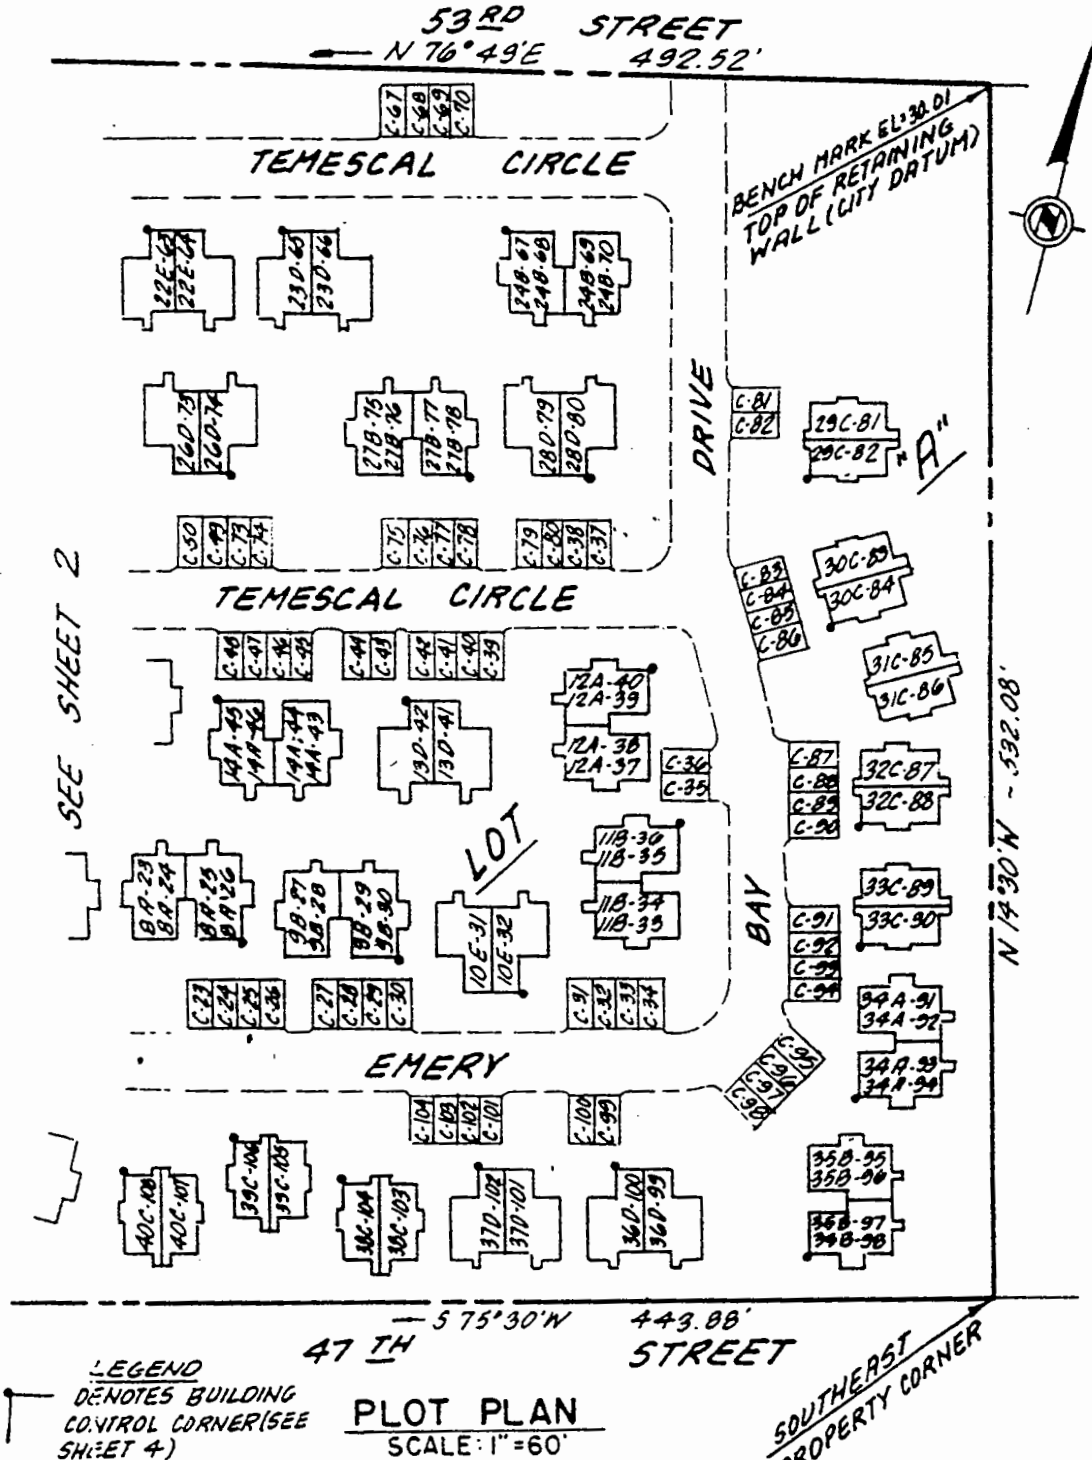 53 RD STREET
N 76°49'E 492.52'
C-67
C-68
C-69
C-70
BENCH MARK EL=30.01
TOP OF RETAINING
WALL (CITY DATUM)
TEMESCAL CIRCLE
N
22E-63
22E-64
23D-65
23D-66
24B-67
24B-68
24B-69
24B-70
DRIVE
C-81
C-82
29C-81
29C-82
"A"
26D-73
26D-74
27B-75
27B-76
27B-77
27B-78
28D-79
28D-80
C-50
C-49
C-73
C-74
C-75
C-76
C-77
C-78
C-79
C-80
C-38
C-37
TEMESCAL CIRCLE
C-83
C-84
C-85
C-86
30C-83
30C-84
31C-85
31C-86
SEE SHEET 2
C-48
C-47
C-46
C-45
C-44
C-43
C-42
C-41
C-40
C-39
14A-45
14A-46
14A-44
14A-43
13D-42
13D-41
12A-40
12A-39
12A-38
12A-37
C-36
C-35
C-87
C-88
C-89
C-90
32C-87
32C-88
N 14°30'W ~ 532.08'
LOT
11B-36
11B-35
11B-34
11B-33
BAY
8A-23
8A-24
8A-25
8A-26
9B-27
9B-28
9B-29
9B-30
10E-31
10E-32
33C-89
33C-90
C-91
C-92
C-93
C-94
34A-91
34A-92
34A-93
34A-94
C-23
C-24
C-25
C-26
C-27
C-28
C-29
C-30
C-31
C-32
C-33
C-34
EMERY
C-95
C-96
C-97
C-98
C-104
C-103
C-102
C-101
C-100
C-99
40C-108
40C-107
39C-106
39C-105
38C-104
38C-103
37D-102
37D-101
36D-100
36D-99
35B-95
35B-96
35B-97
35B-98
S 75°30'W 443.88'
47 TH STREET
SOUTHEAST
PROPERTY CORNER
LEGEND
DENOTES BUILDING
CONTROL CORNER (SEE
SHEET 4)
PLOT PLAN
SCALE: 1"=60'